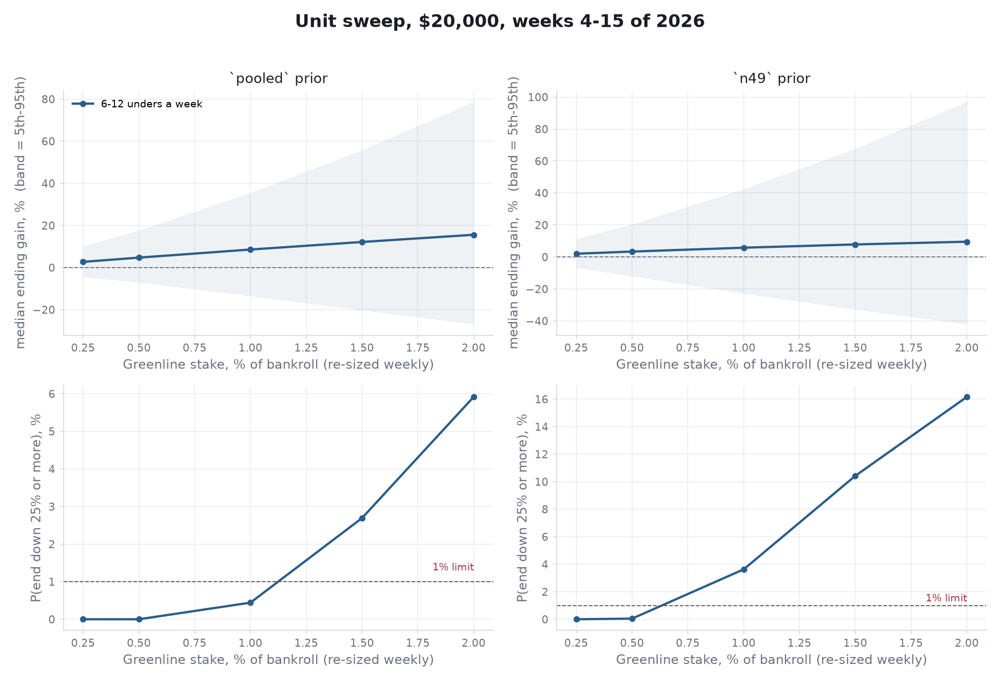 Unit sweep, $20,000, weeks 4-15 of 2026
`pooled` prior
median ending gain, % (band = 5th-95th)
80
60
40
20
0
−20
6-12 unders a week
0.25 0.50 0.75 1.00 1.25 1.50 1.75 2.00
Greenline stake, % of bankroll (re-sized weekly)
`n49` prior
median ending gain, % (band = 5th-95th)
100
80
60
40
20
0
−20
−40
0.25 0.50 0.75 1.00 1.25 1.50 1.75 2.00
Greenline stake, % of bankroll (re-sized weekly)
P(end down 25% or more), %
6
5
4
3
2
1
0
1% limit
0.25 0.50 0.75 1.00 1.25 1.50 1.75 2.00
Greenline stake, % of bankroll (re-sized weekly)
P(end down 25% or more), %
16
14
12
10
8
6
4
2
0
1% limit
0.25 0.50 0.75 1.00 1.25 1.50 1.75 2.00
Greenline stake, % of bankroll (re-sized weekly)